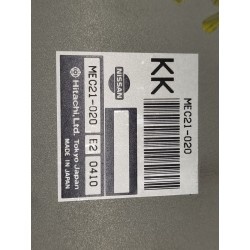 KK
MEC21-020
NISSAN
MEC21-020 E2 0410
Hitachi, Ltd. Tokyo Japan
MADE IN JAPAN